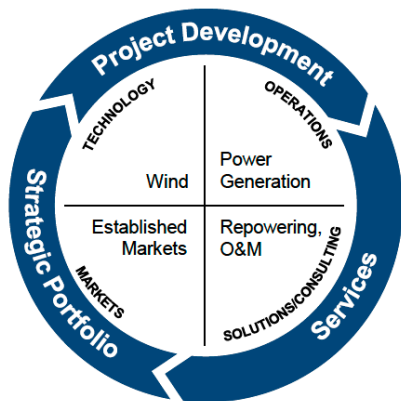 Project Development
TECHNOLOGY
OPERATIONS
Wind
Power
Generation
Established
Markets
Repowering,
O&M
MARKETS
SOLUTIONS/CONSULTING
Strategic Portfolio
Services